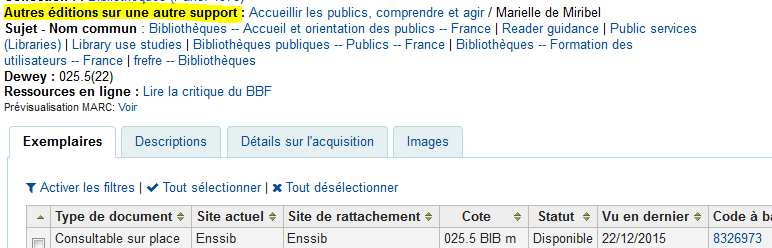 Autres éditions sur une autre support : Accueillir les publics, comprendre et agir / Marielle de Miribel
Sujet - Nom commun : Bibliothèques -- Accueil et orientation des publics -- France | Reader guidance | Public services
(Libraries) | Library use studies | Bibliothèques publiques -- Publics -- France | Bibliothèques -- Formation des
utilisateurs -- France | frefre -- Bibliothèques
Dewey : 025.5(22)
Ressources en ligne : Lire la critique du BBF
Prévisualisation MARC: Voir
Exemplaires Descriptions Détails sur l'acquisition Images
Activer les filtres | Tout sélectionner | Tout désélectionner
Type de document Site actuel Site de rattachement Cote Statut Vu en dernier Code à ba
Consultable sur place Enssib Enssib 025.5 BIB m Disponible 22/12/2015 8326973